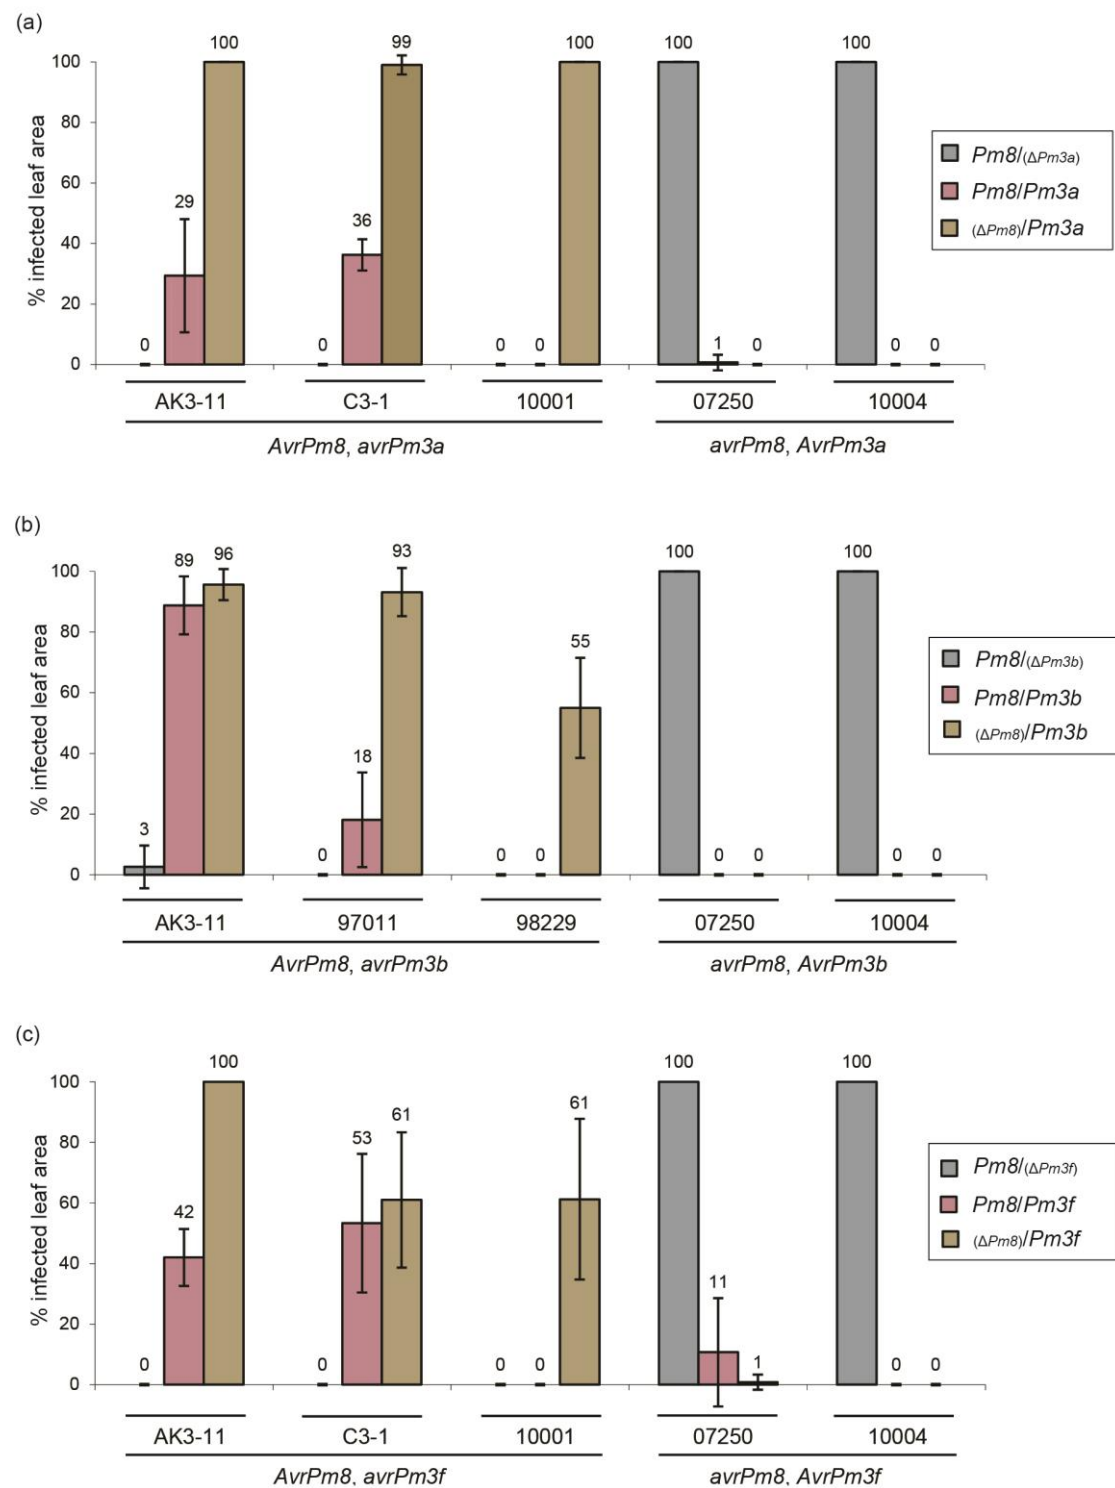 (a)
100 100 100 100
99
100
80
60
40
20
0
% infected leaf area
29
36
0 0 0 0 1 0 0 0
AK3-11 C3-1 10001 07250 10004
AvrPm8, avrPm3a avrPm8, AvrPm3a
Pm8/(ΔPm3a)
Pm8/Pm3a
(ΔPm8)/Pm3a
(b)
100 100
89 96 93
55
18
3
100
80
60
40
20
0
% infected leaf area
0 0 0 0 0 0 0
AK3-11 97011 98229 07250 10004
AvrPm8, avrPm3b avrPm8, AvrPm3b
Pm8/(ΔPm3b)
Pm8/Pm3b
(ΔPm8)/Pm3b
(c)
100 100 100
100
80
60
40
20
0
% infected leaf area
42 53 61 61
11
0 0 0 0 1 0 0
AK3-11 C3-1 10001 07250 10004
AvrPm8, avrPm3f avrPm8, AvrPm3f
Pm8/(ΔPm3f)
Pm8/Pm3f
(ΔPm8)/Pm3f